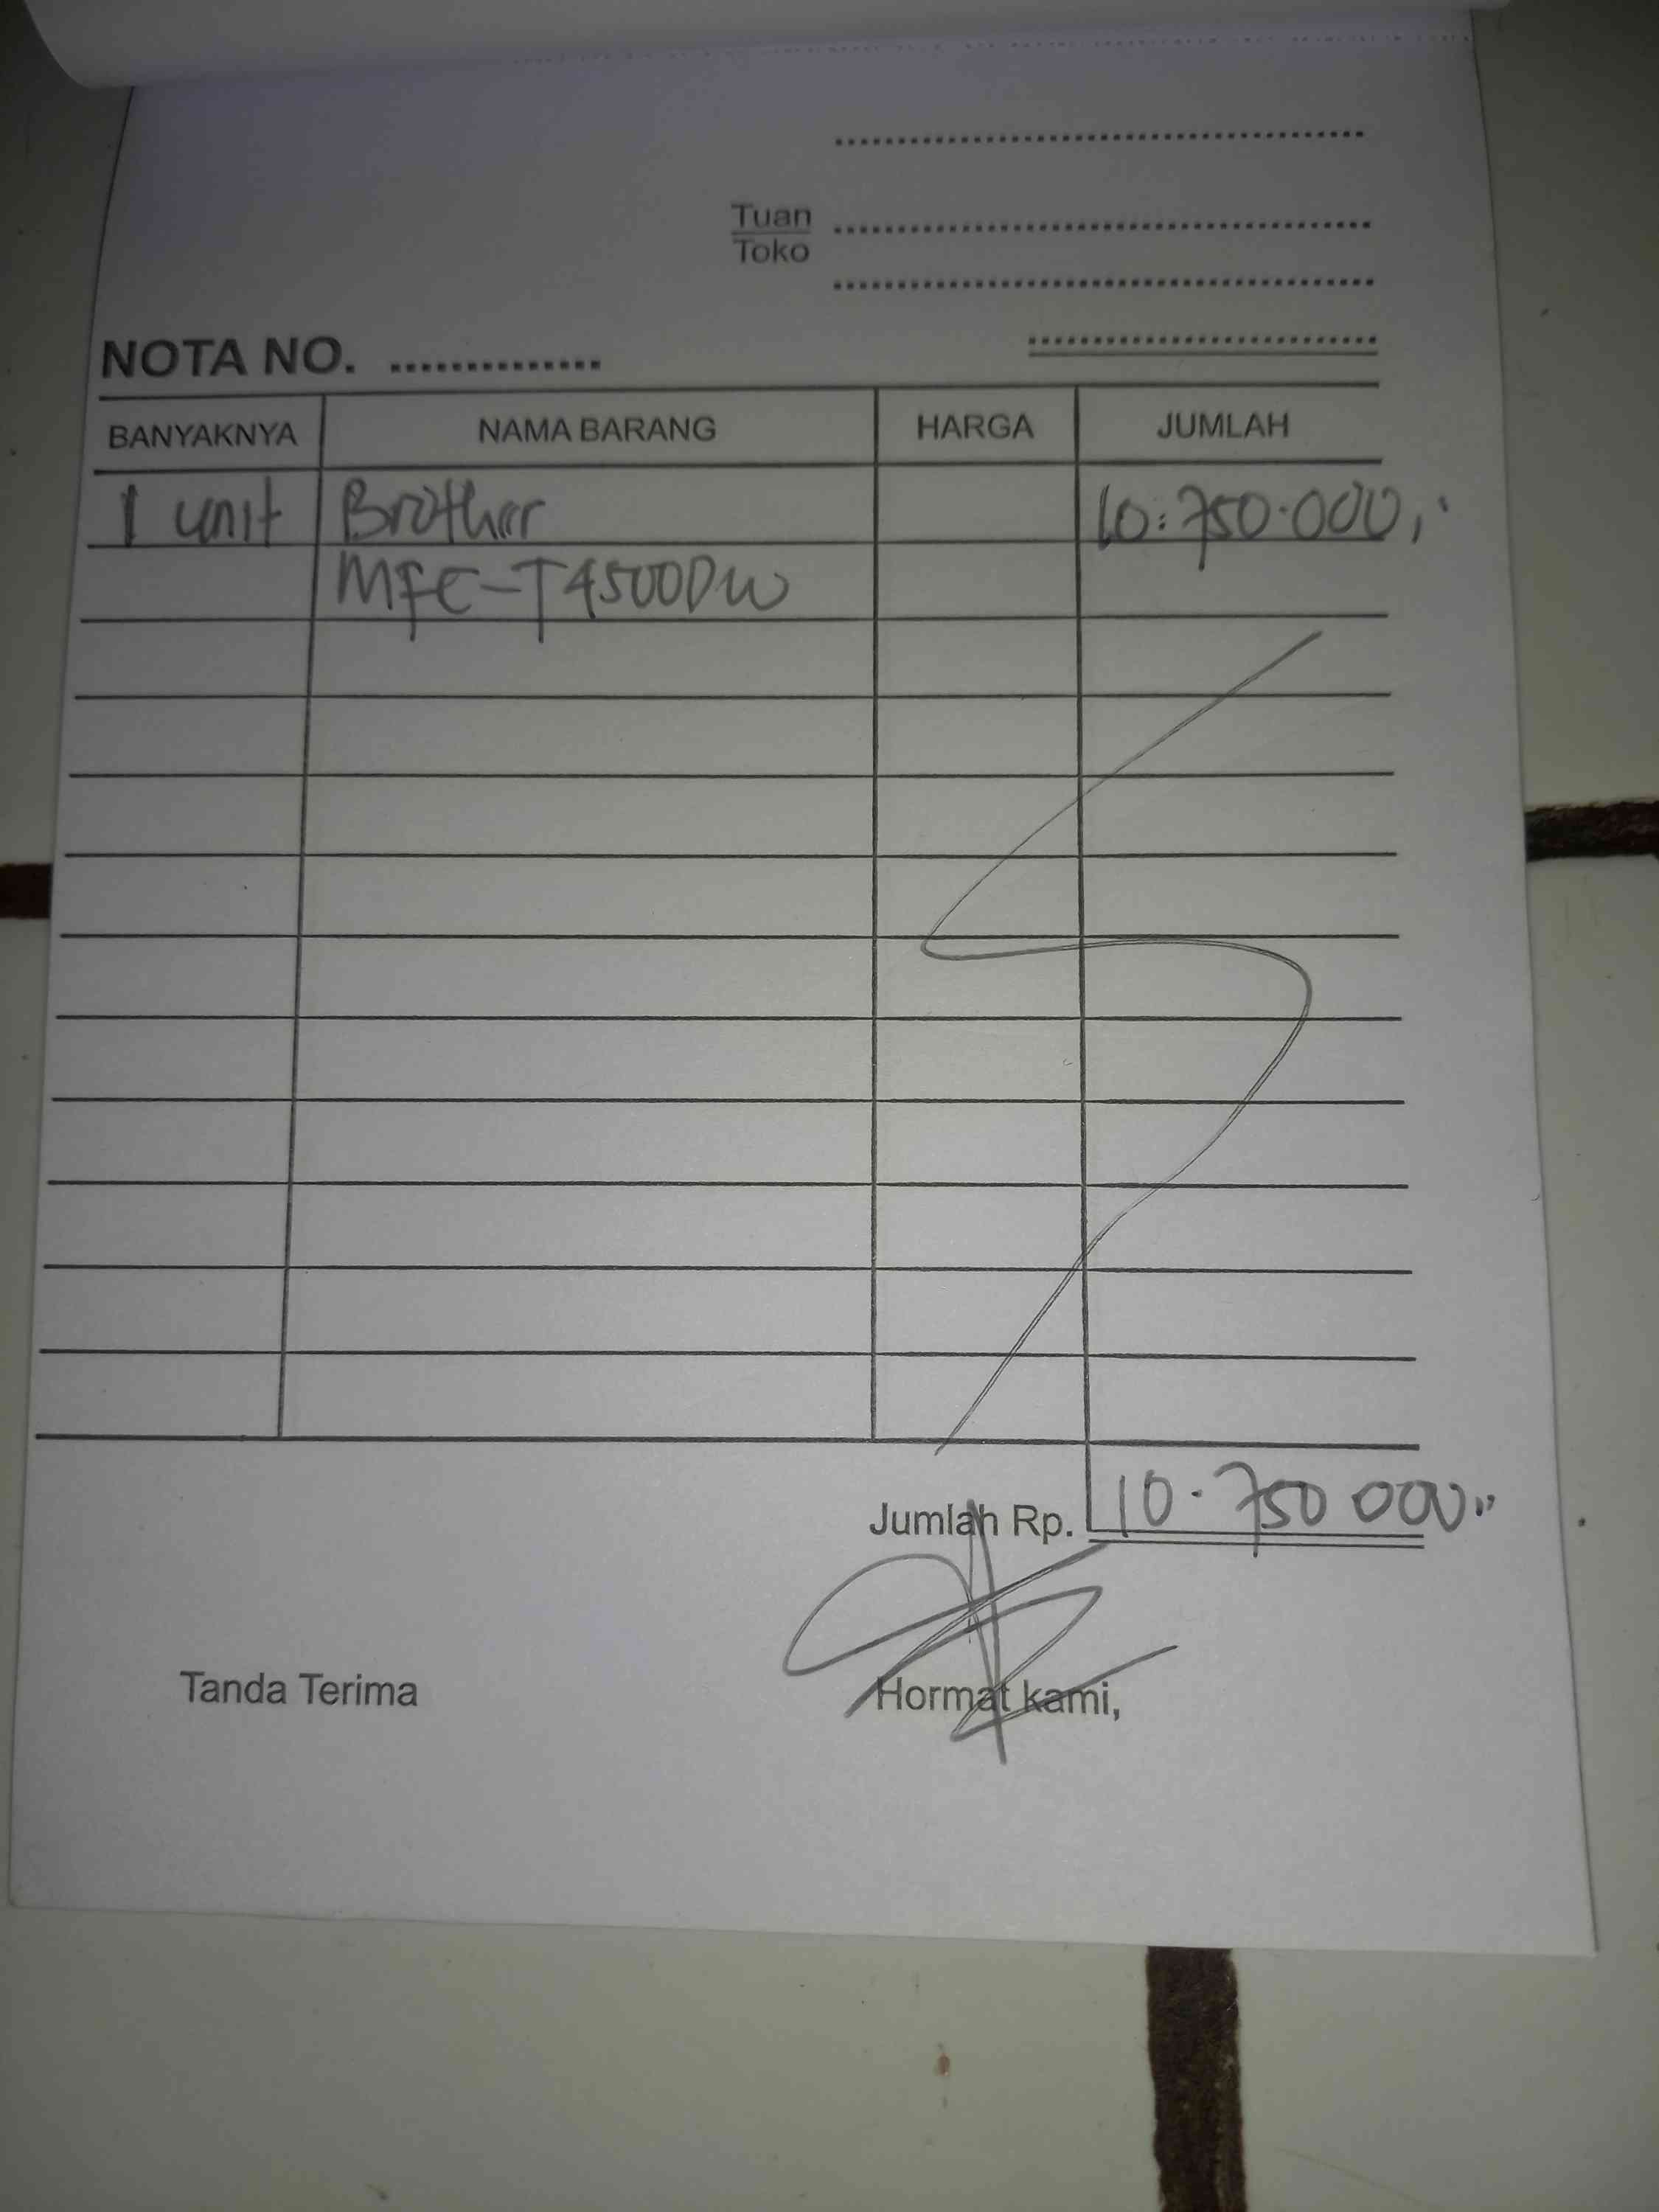 Tuan
Toko
NOTA NO. ..............
BANYAKNYA NAMA BARANG HARGA JUMLAH
1 unit Brother 10.750.000,-
MFC-T4500DW
Jumlah Rp. 10.750 000,-
Tanda Terima Hormat kami,